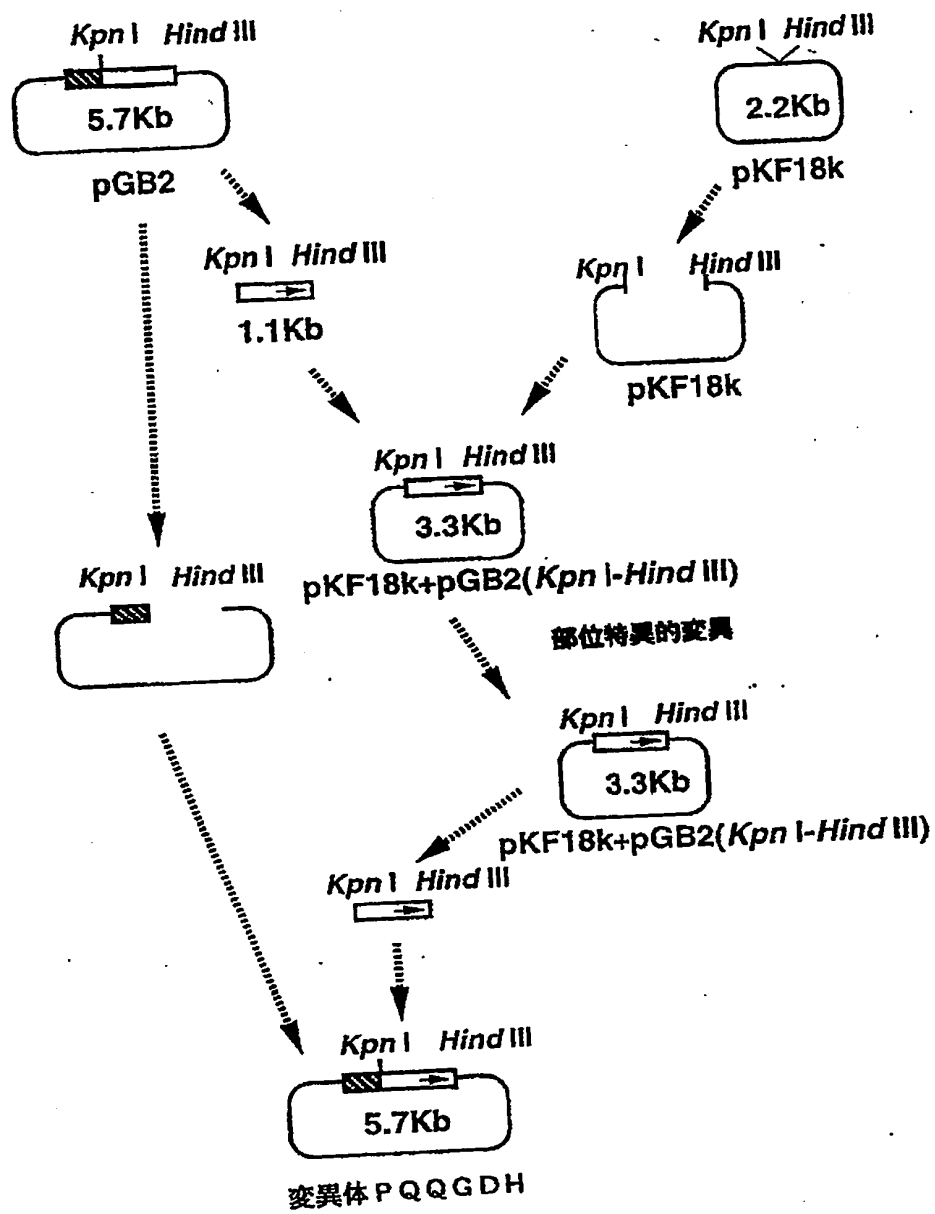 Kpn I Hind III
Kpn I Hind III
5.7Kb
2.2Kb
pGB2
pKF18k
Kpn I Hind III
Kpn I Hind III
1.1Kb
pKF18k
Kpn I Hind III
3.3Kb
pKF18k+pGB2(Kpn I-Hind III)
Kpn I Hind III
部位特異的変異
Kpn I Hind III
3.3Kb
pKF18k+pGB2(Kpn I-Hind III)
Kpn I Hind III
Kpn I Hind III
5.7Kb
変異体PQQGDH